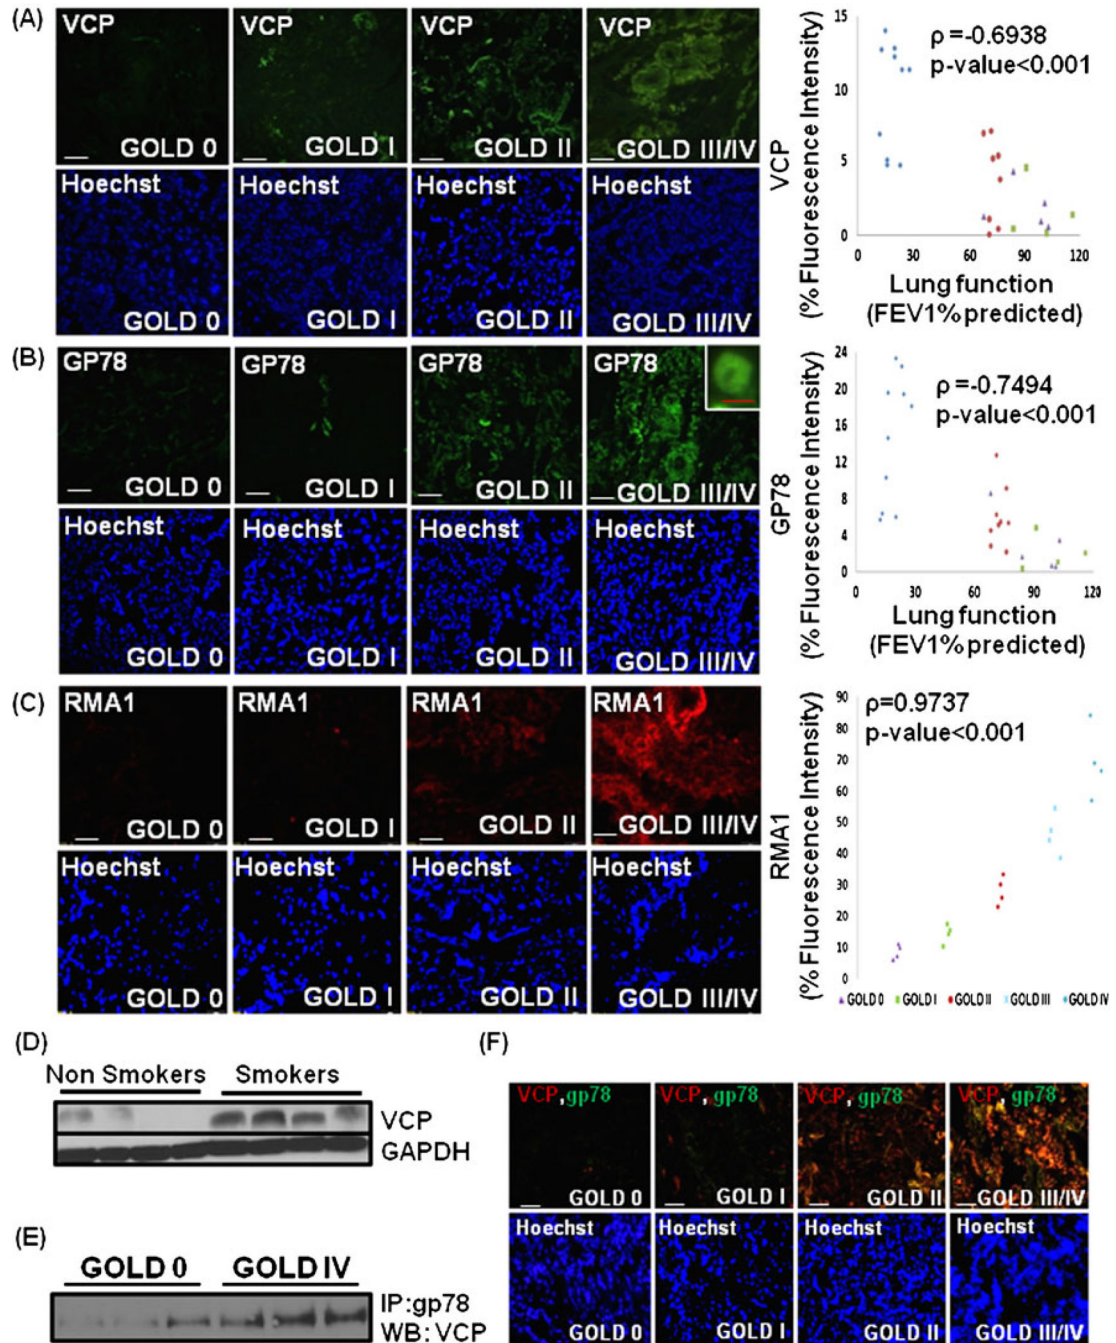 (A)
VCP VCP VCP VCP
GOLD 0 GOLD I GOLD II GOLD III/IV
Hoechst Hoechst Hoechst Hoechst
GOLD 0 GOLD I GOLD II GOLD III/IV
VCP
(% Fluorescence Intensity)
15
10
5
0
ρ =-0.6938
p-value<0.001
0 30 60 90 120
Lung function
(FEV1% predicted)
(B)
GP78 GP78 GP78 GP78
GOLD 0 GOLD I GOLD II GOLD III/IV
Hoechst Hoechst Hoechst Hoechst
GOLD 0 GOLD I GOLD II GOLD III/IV
GP78
(% Fluorescence Intensity)
24
20
16
12
8
4
0
ρ =-0.7494
p-value<0.001
0 30 60 90 120
Lung function
(FEV1% predicted)
(C)
RMA1 RMA1 RMA1 RMA1
GOLD 0 GOLD I GOLD II GOLD III/IV
Hoechst Hoechst Hoechst Hoechst
GOLD 0 GOLD I GOLD II GOLD III/IV
RMA1
(% Fluorescence Intensity)
90
80
70
60
50
40
30
20
10
0
ρ=0.9737
p-value<0.001
GOLD 0 GOLD I GOLD II GOLD III GOLD IV
(D)
Non Smokers Smokers
VCP
GAPDH
(E)
GOLD 0 GOLD IV
IP:gp78
WB: VCP
(F)
VCP,gp78 VCP,gp78 VCP, gp78 VCP, gp78
GOLD 0 GOLD I GOLD II GOLD III/IV
Hoechst Hoechst Hoechst Hoechst
GOLD 0 GOLD I GOLD II GOLD III/IV